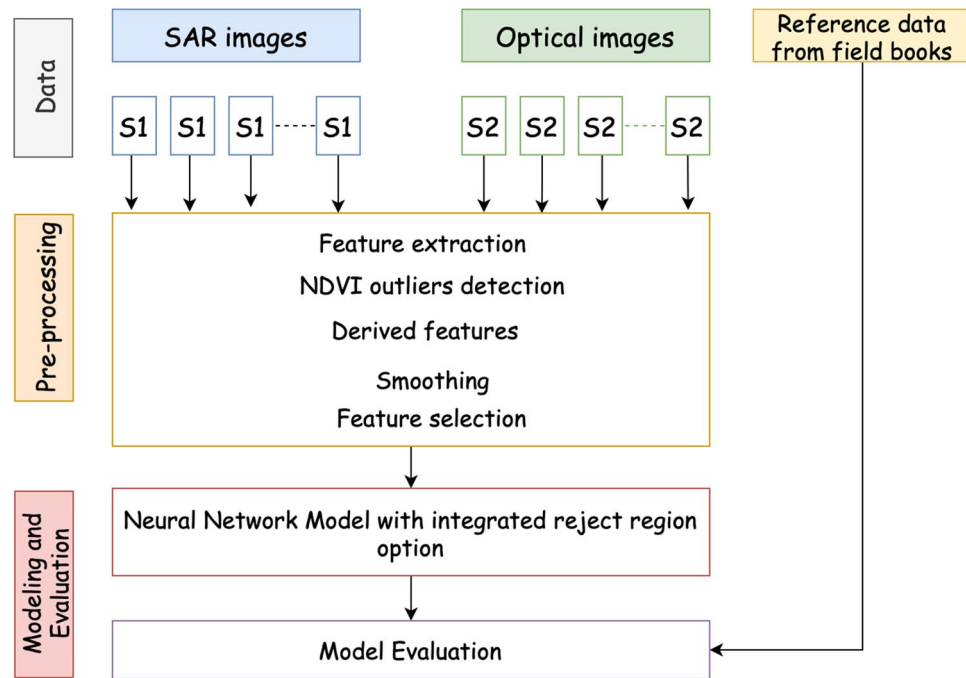 Data
SAR images
Optical images
Reference data
from field books
S1 S1 S1 S1
S2 S2 S2 S2
Pre-processing
Feature extraction
NDVI outliers detection
Derived features
Smoothing
Feature selection
Modeling and
Evaluation
Neural Network Model with integrated reject region
option
Model Evaluation